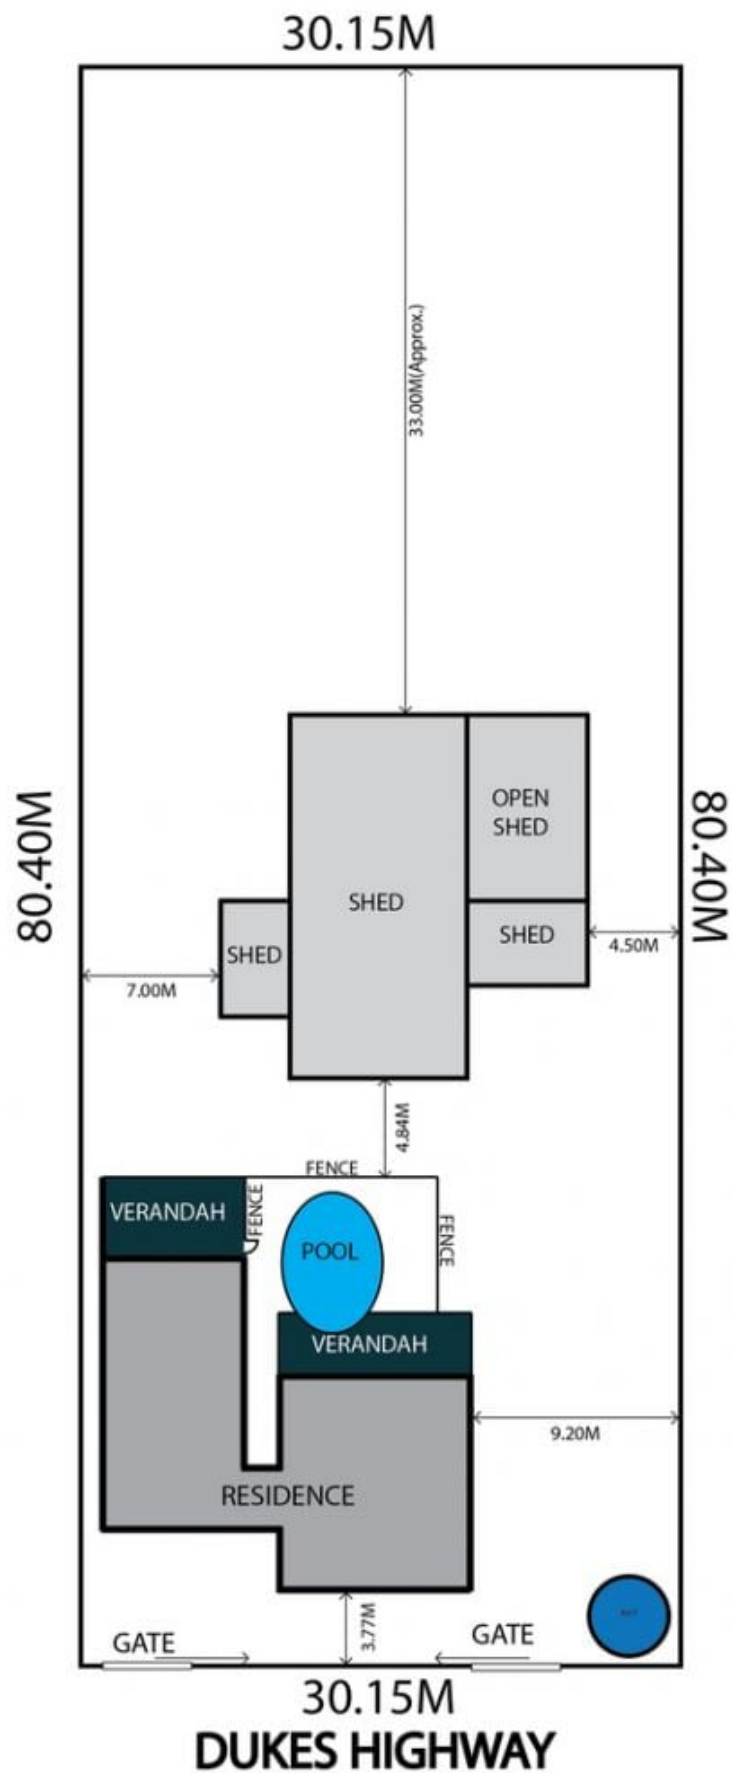 30.15M
33.00M(Approx.)
80.40M
80.40M
OPEN
SHED
SHED
SHED
SHED
4.50M
7.00M
4.84M
FENCE
VERANDAH
FENCE
FENCE
POOL
VERANDAH
9.20M
RESIDENCE
3.77M
GATE
GATE
30.15M
DUKES HIGHWAY